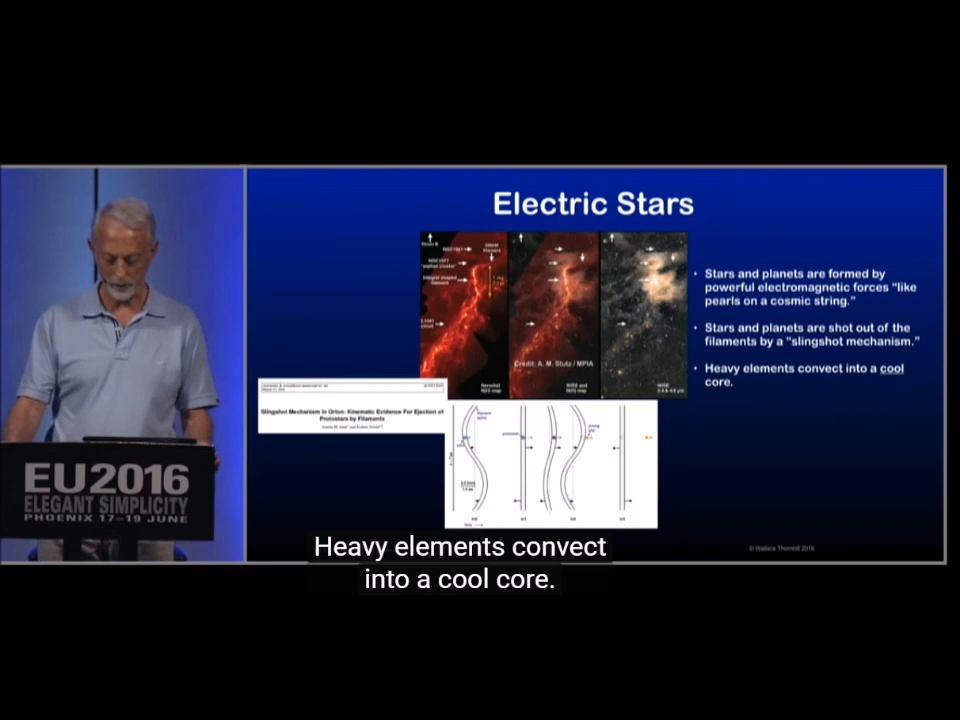 Electric Stars
• Stars and planets are formed by
powerful electromagnetic forces “like
pearls on a cosmic string.”
• Stars and planets are shot out of the
filaments by a “slingshot mechanism.”
• Heavy elements convect into a cool
core.
Credit: A. M. Stutz / MPIA
Slingshot Mechanism in Orion: Kinematic Evidence For Ejection of
Protostars by Filaments
EU2016
ELEGANT SIMPLICITY
PHOENIX 17–19 JUNE
© Wallace Thornhill 2016
Heavy elements convect
into a cool core.